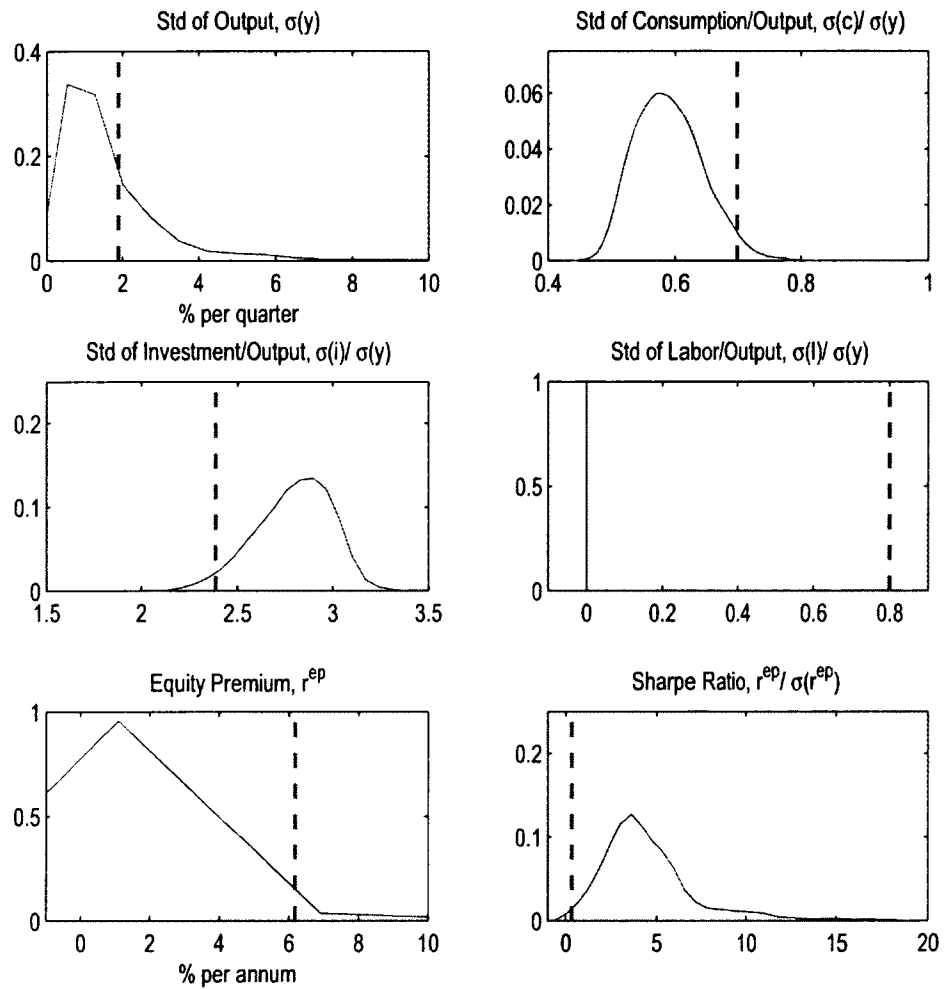 Std of Output, σ(y)
0.4
0.2
0
0 2 4 6 8 10
% per quarter
Std of Consumption/Output, σ(c)/ σ(y)
0.06
0.04
0.02
0
0.4 0.6 0.8 1
Std of Investment/Output, σ(i)/ σ(y)
0.2
0.1
0
1.5 2 2.5 3 3.5
Std of Labor/Output, σ(l)/ σ(y)
1
0.5
0
0 0.2 0.4 0.6 0.8
Equity Premium, r^ep
1
0.5
0
0 2 4 6 8 10
% per annum
Sharpe Ratio, r^ep/ σ(r^ep)
0.2
0.1
0
0 5 10 15 20